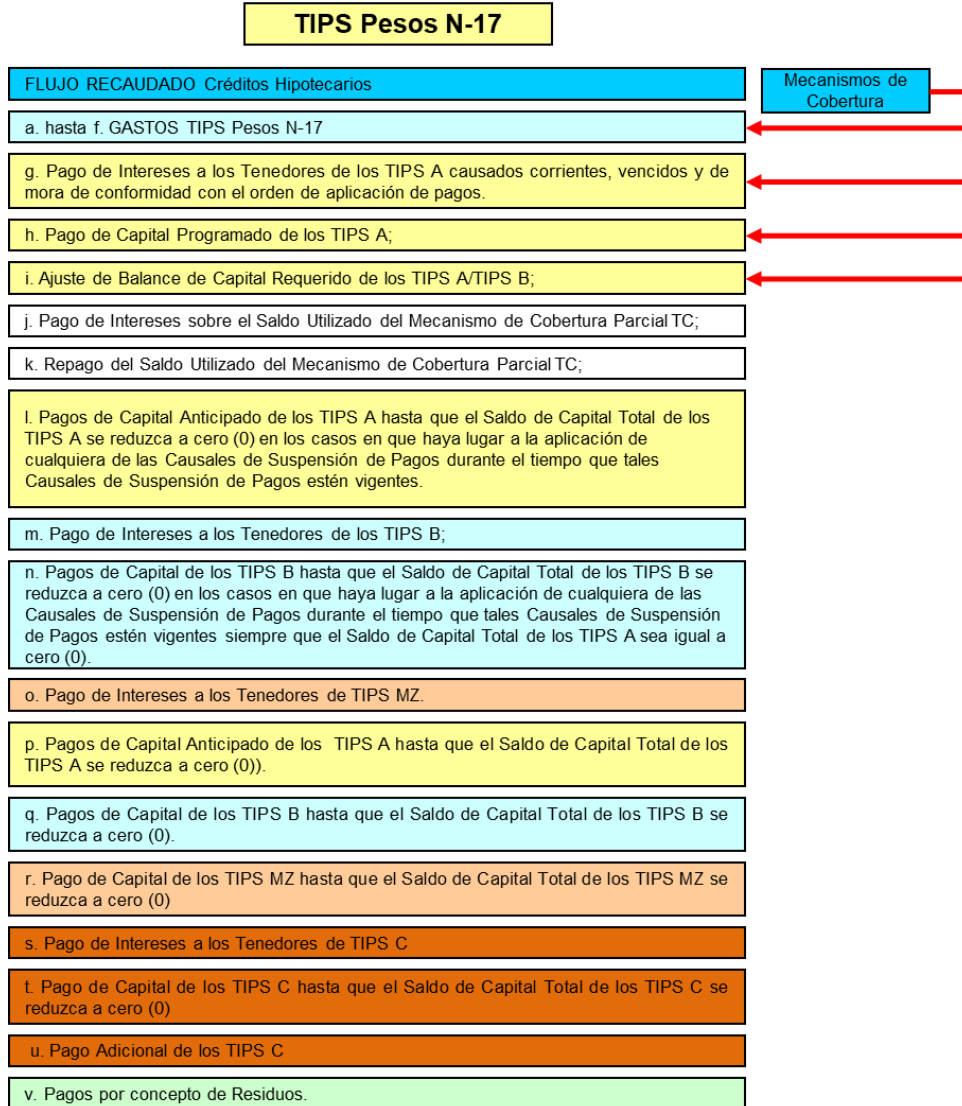 TIPS Pesos N-17
FLUJO RECAUDADO Créditos Hipotecarios
Mecanismos de
Cobertura
a. hasta f. GASTOS TIPS Pesos N-17
g. Pago de Intereses a los Tenedores de los TIPS A causados corrientes, vencidos y de
mora de conformidad con el orden de aplicación de pagos.
h. Pago de Capital Programado de los TIPS A;
i. Ajuste de Balance de Capital Requerido de los TIPS A/TIPS B;
j. Pago de Intereses sobre el Saldo Utilizado del Mecanismo de Cobertura Parcial TC;
k. Repago del Saldo Utilizado del Mecanismo de Cobertura Parcial TC;
l. Pagos de Capital Anticipado de los TIPS A hasta que el Saldo de Capital Total de los
TIPS A se reduzca a cero (0) en los casos en que haya lugar a la aplicación de
cualquiera de las Causales de Suspensión de Pagos durante el tiempo que tales
Causales de Suspensión de Pagos estén vigentes.
m. Pago de Intereses a los Tenedores de los TIPS B;
n. Pagos de Capital de los TIPS B hasta que el Saldo de Capital Total de los TIPS B se
reduzca a cero (0) en los casos en que haya lugar a la aplicación de cualquiera de las
Causales de Suspensión de Pagos durante el tiempo que tales Causales de Suspensión
de Pagos estén vigentes siempre que el Saldo de Capital Total de los TIPS A sea igual a
cero (0).
o. Pago de Intereses a los Tenedores de TIPS MZ.
p. Pagos de Capital Anticipado de los TIPS A hasta que el Saldo de Capital Total de los
TIPS A se reduzca a cero (0)).
q. Pagos de Capital de los TIPS B hasta que el Saldo de Capital Total de los TIPS B se
reduzca a cero (0).
r. Pago de Capital de los TIPS MZ hasta que el Saldo de Capital Total de los TIPS MZ se
reduzca a cero (0)
s. Pago de Intereses a los Tenedores de TIPS C
t. Pago de Capital de los TIPS C hasta que el Saldo de Capital Total de los TIPS C se
reduzca a cero (0)
u. Pago Adicional de los TIPS C
v. Pagos por concepto de Residuos.